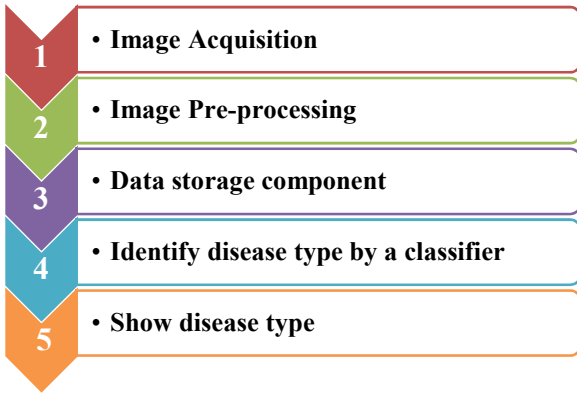 1 • Image Acquisition
2 • Image Pre-processing
3 • Data storage component
4 • Identify disease type by a classifier
5 • Show disease type